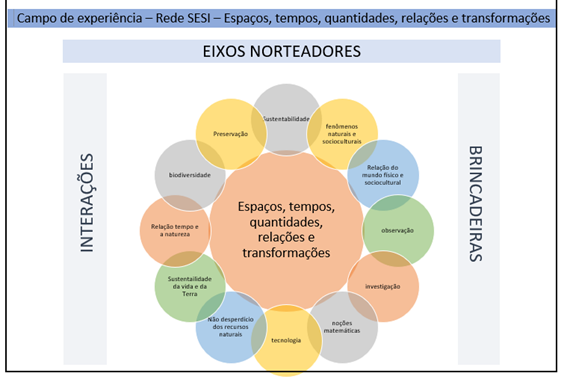 Campo de experiência – Rede SESI – Espaços, tempos, quantidades, relações e transformações
EIXOS NORTEADORES
INTERAÇÕES
BRINCADEIRAS
Espaços, tempos,
quantidades,
relações e
transformações
Sustentabilidade
fenômenos
naturais e
socioculturais
Relação do
mundo físico e
sociocultural
observação
investigação
noções
matemáticas
tecnologia
Não desperdício
dos recursos
naturais
Sustentailidade
da vida e da
Terra
Relação tempo e
a natureza
biodiversidade
Preservação